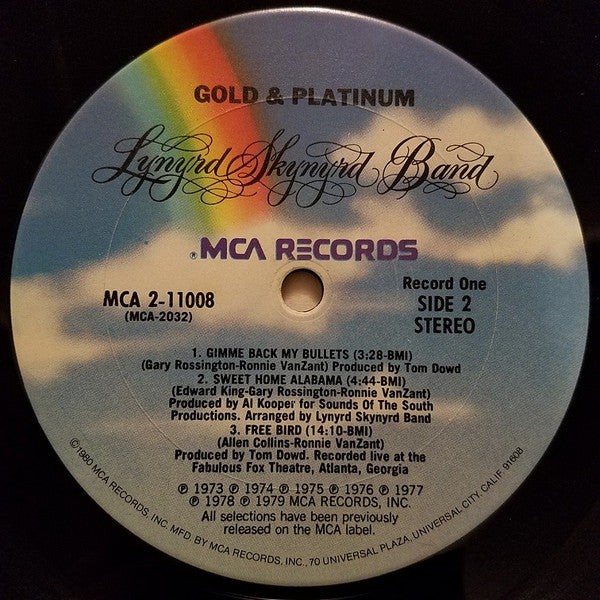 GOLD & PLATINUM
Lynyrd Skynyrd Band
® MCA RECORDS
MCA 2-11008
(MCA-2032)
Record One
SIDE 2
STEREO
1. GIMME BACK MY BULLETS (3:28-BMI)
(Gary Rossington-Ronnie VanZant) Produced by Tom Dowd
2. SWEET HOME ALABAMA (4:44-BMI)
(Edward King-Gary Rossington-Ronnie VanZant)
Produced by Al Kooper for Sounds Of The South
Productions. Arranged by Lynyrd Skynyrd Band
3. FREE BIRD (14:10-BMI)
(Allen Collins-Ronnie VanZant)
Produced by Tom Dowd. Recorded live at the
Fabulous Fox Theatre, Atlanta, Georgia
℗ 1973 ℗ 1974 ℗ 1975 ℗ 1976 ℗ 1977
℗ 1978 ℗ 1979 MCA RECORDS, INC.
All selections have been previously
released on the MCA label.
©1980 MCA RECORDS, INC. MFD. BY MCA RECORDS, INC., 70 UNIVERSAL PLAZA, UNIVERSAL CITY, CALIF. 91608